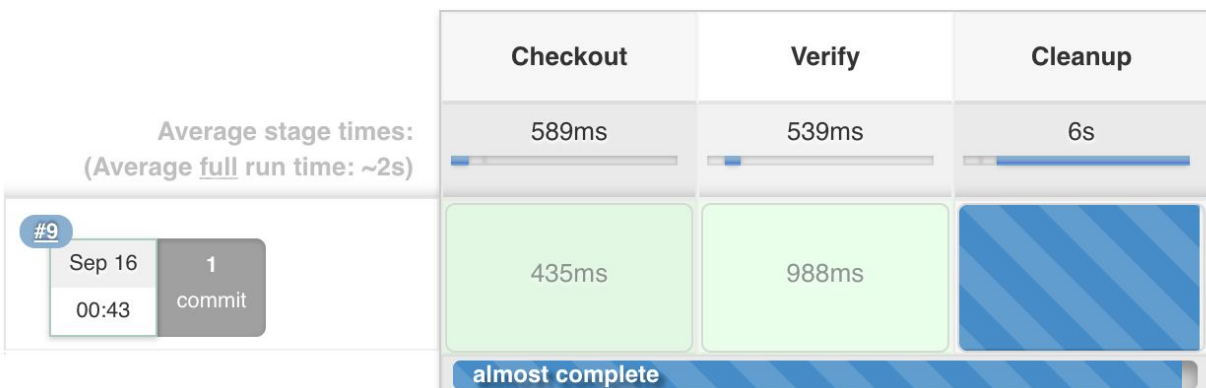 Checkout Verify Cleanup
Average stage times: 589ms 539ms 6s
(Average full run time: ~2s)
#9
Sep 16 1
commit
00:43
435ms 988ms
almost complete